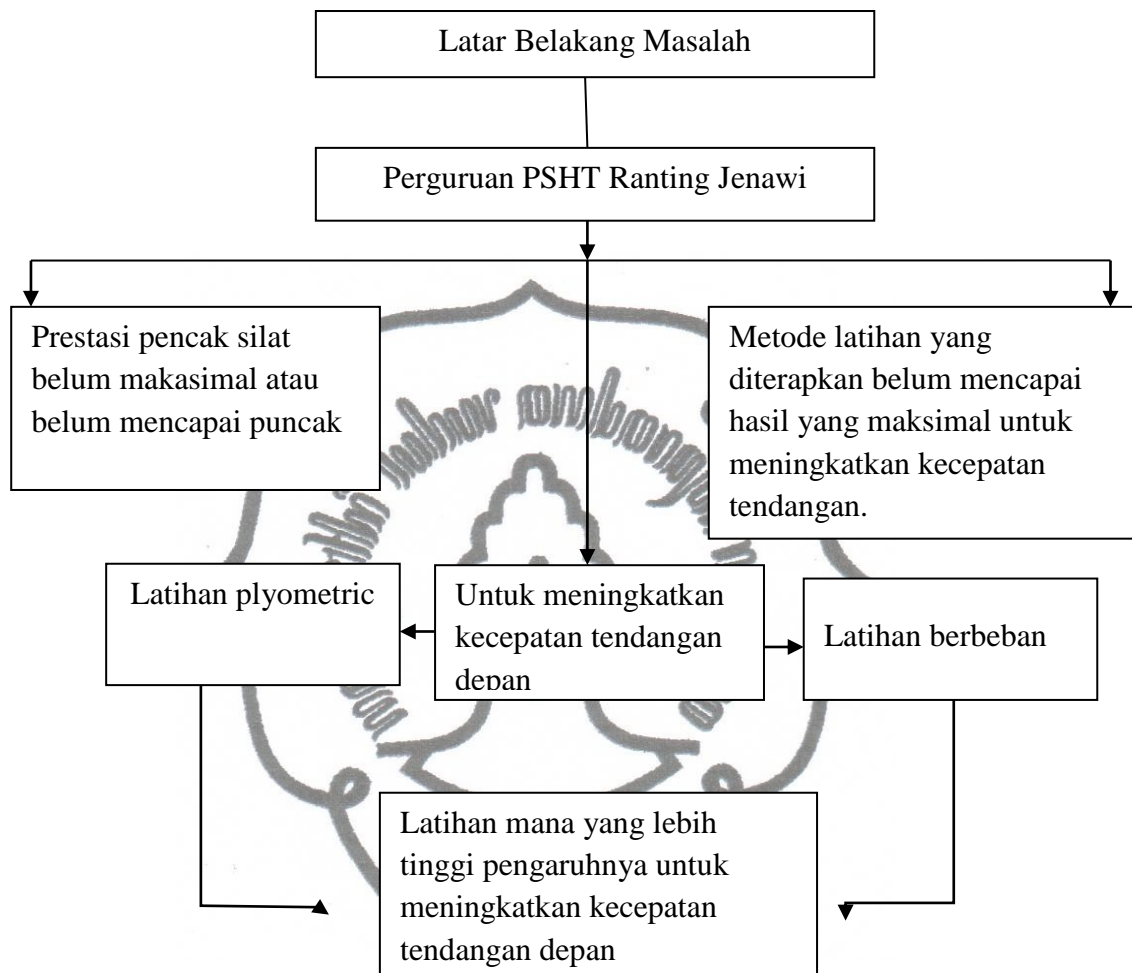 Latar Belakang Masalah
Perguruan PSHT Ranting Jenawi
Prestasi pencak silat
belum makasimal atau
belum mencapai puncak
Metode latihan yang
diterapkan belum mencapai
hasil yang maksimal untuk
meningkatkan kecepatan
tendangan.
Latihan plyometric
Untuk meningkatkan
kecepatan tendangan
depan
Latihan berbeban
Latihan mana yang lebih
tinggi pengaruhnya untuk
meningkatkan kecepatan
tendangan depan